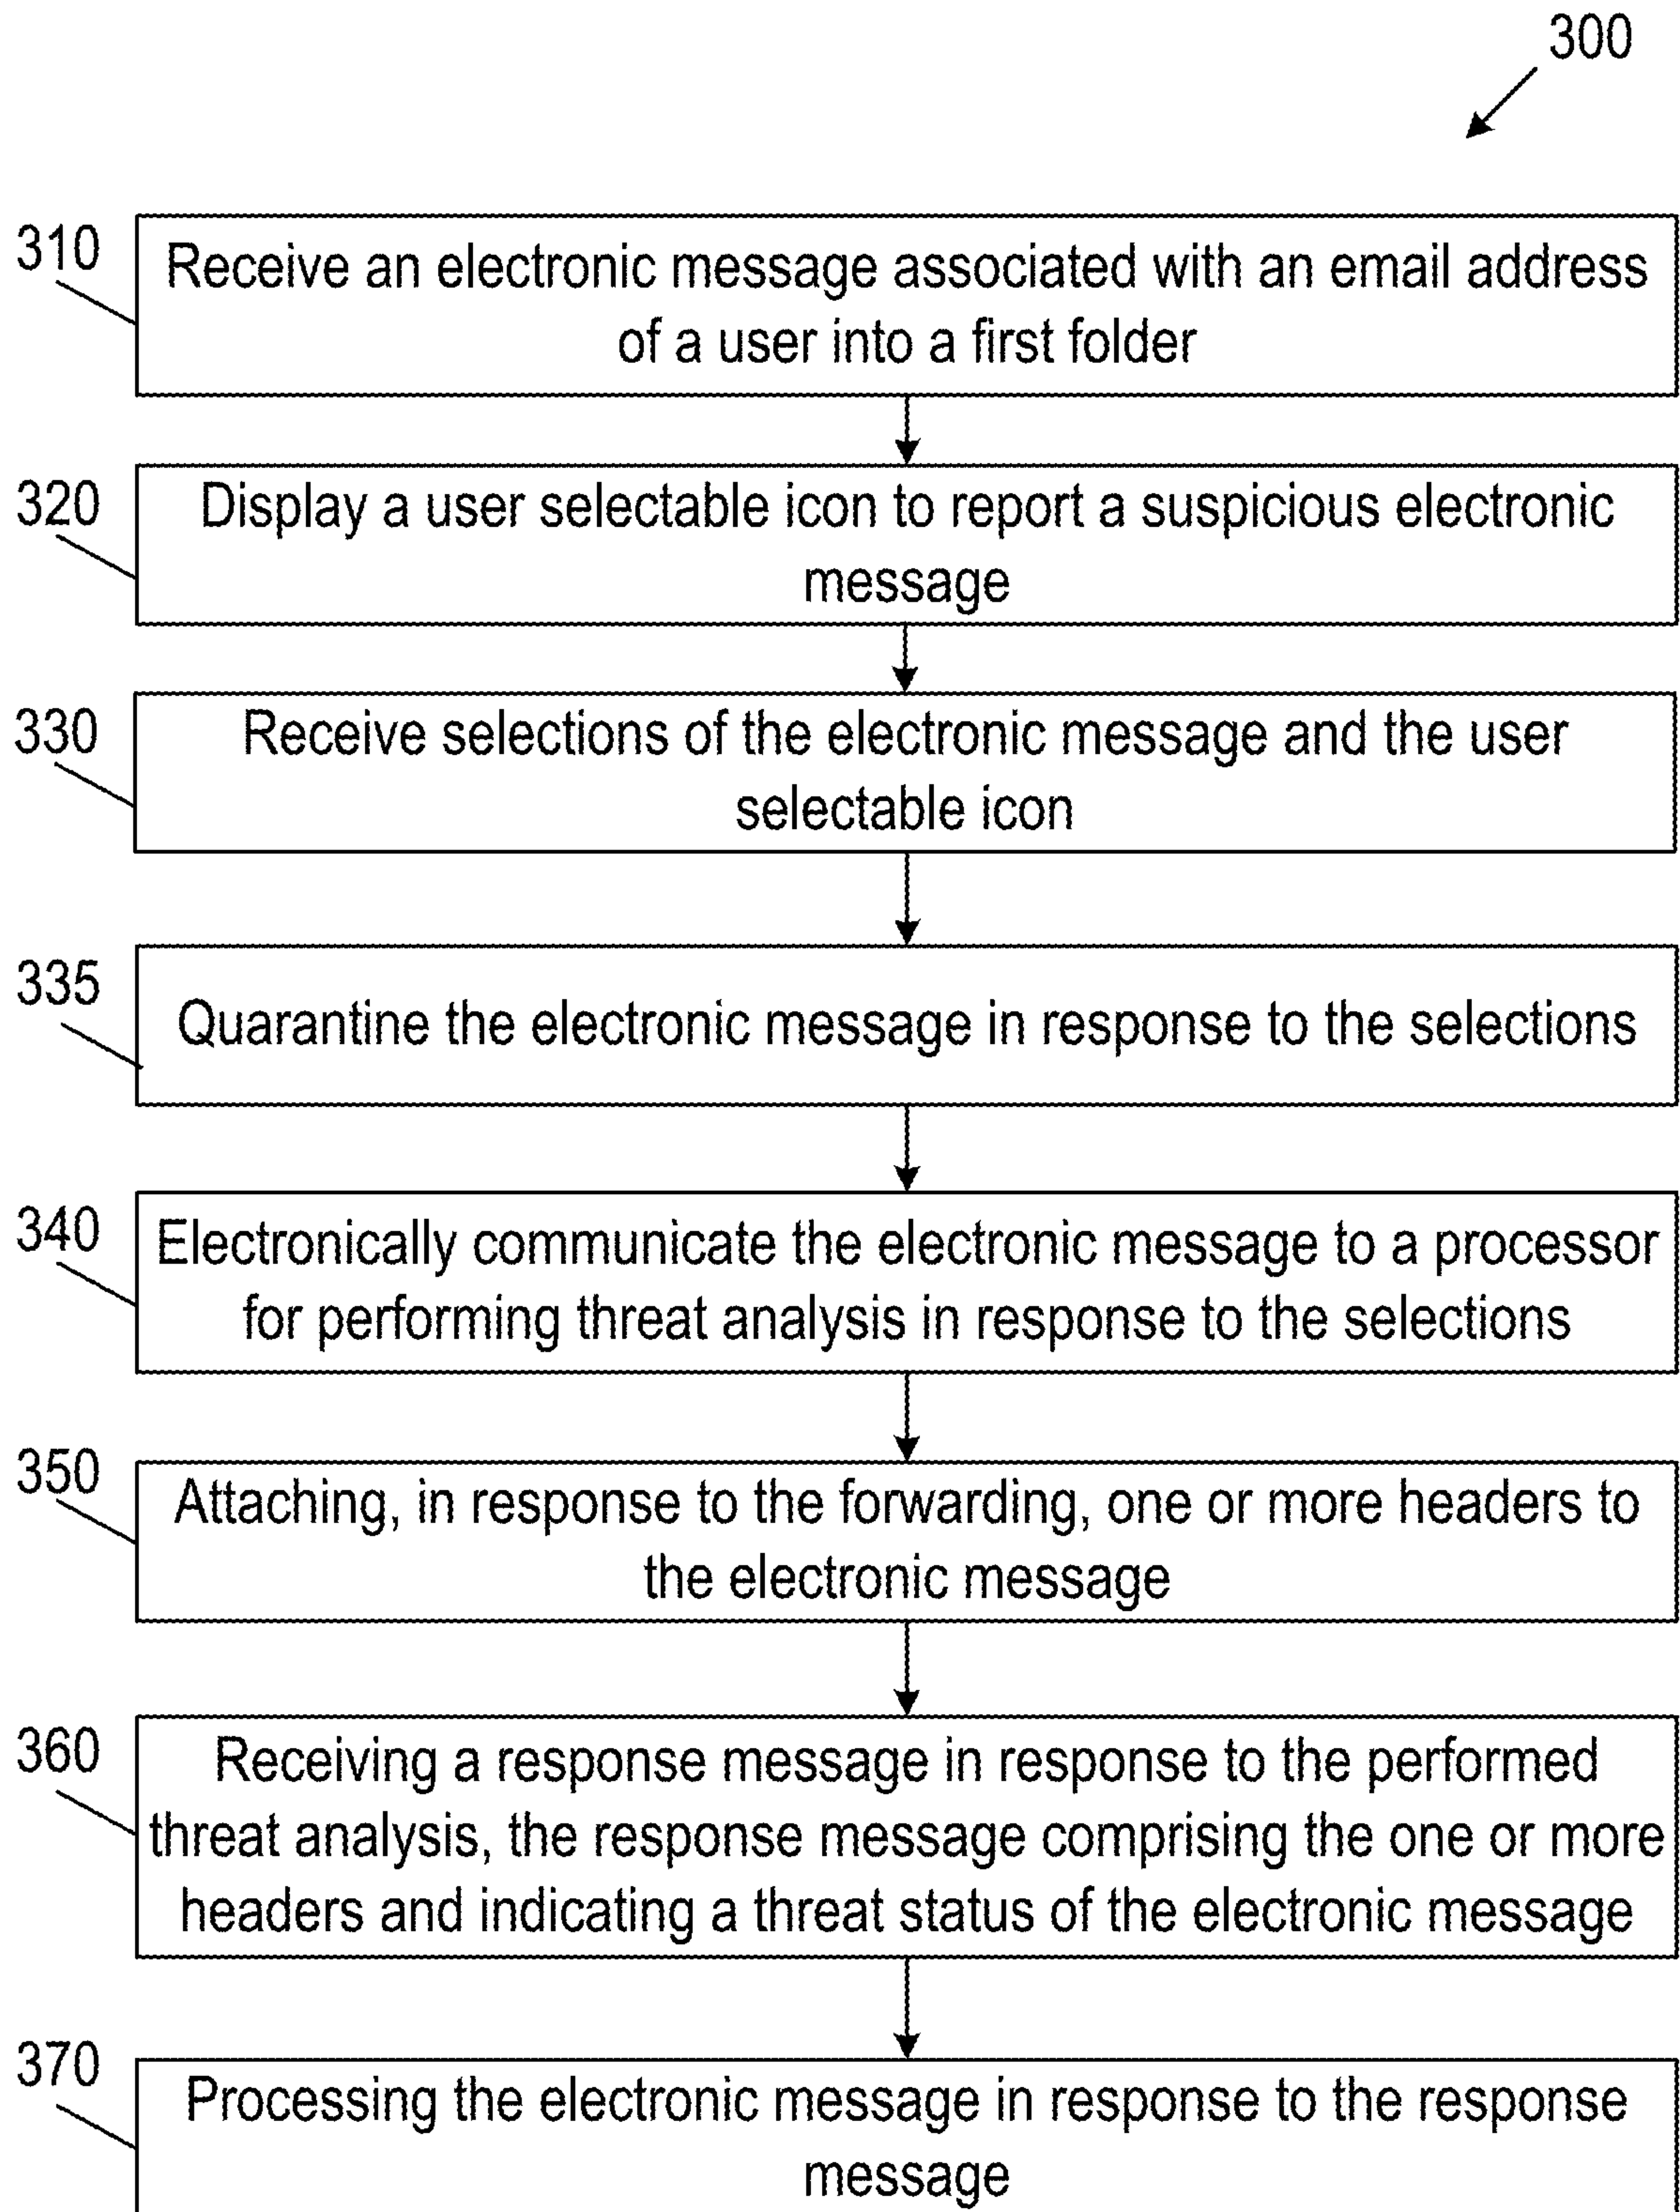 300
310
Receive an electronic message associated with an email address
of a user into a first folder
320
Display a user selectable icon to report a suspicious electronic
message
330
Receive selections of the electronic message and the user
selectable icon
335
Quarantine the electronic message in response to the selections
340
Electronically communicate the electronic message to a processor
for performing threat analysis in response to the selections
350
Attaching, in response to the forwarding, one or more headers to
the electronic message
360
Receiving a response message in response to the performed
threat analysis, the response message comprising the one or more
headers and indicating a threat status of the electronic message
370
Processing the electronic message in response to the response
message